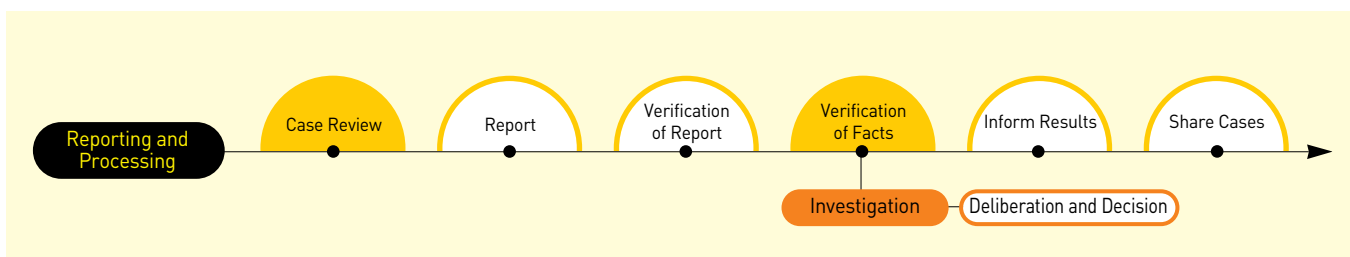 Reporting and
Processing
Case Review
Report
Verification
of Report
Verification
of Facts
Inform Results
Share Cases
Investigation
Deliberation and Decision